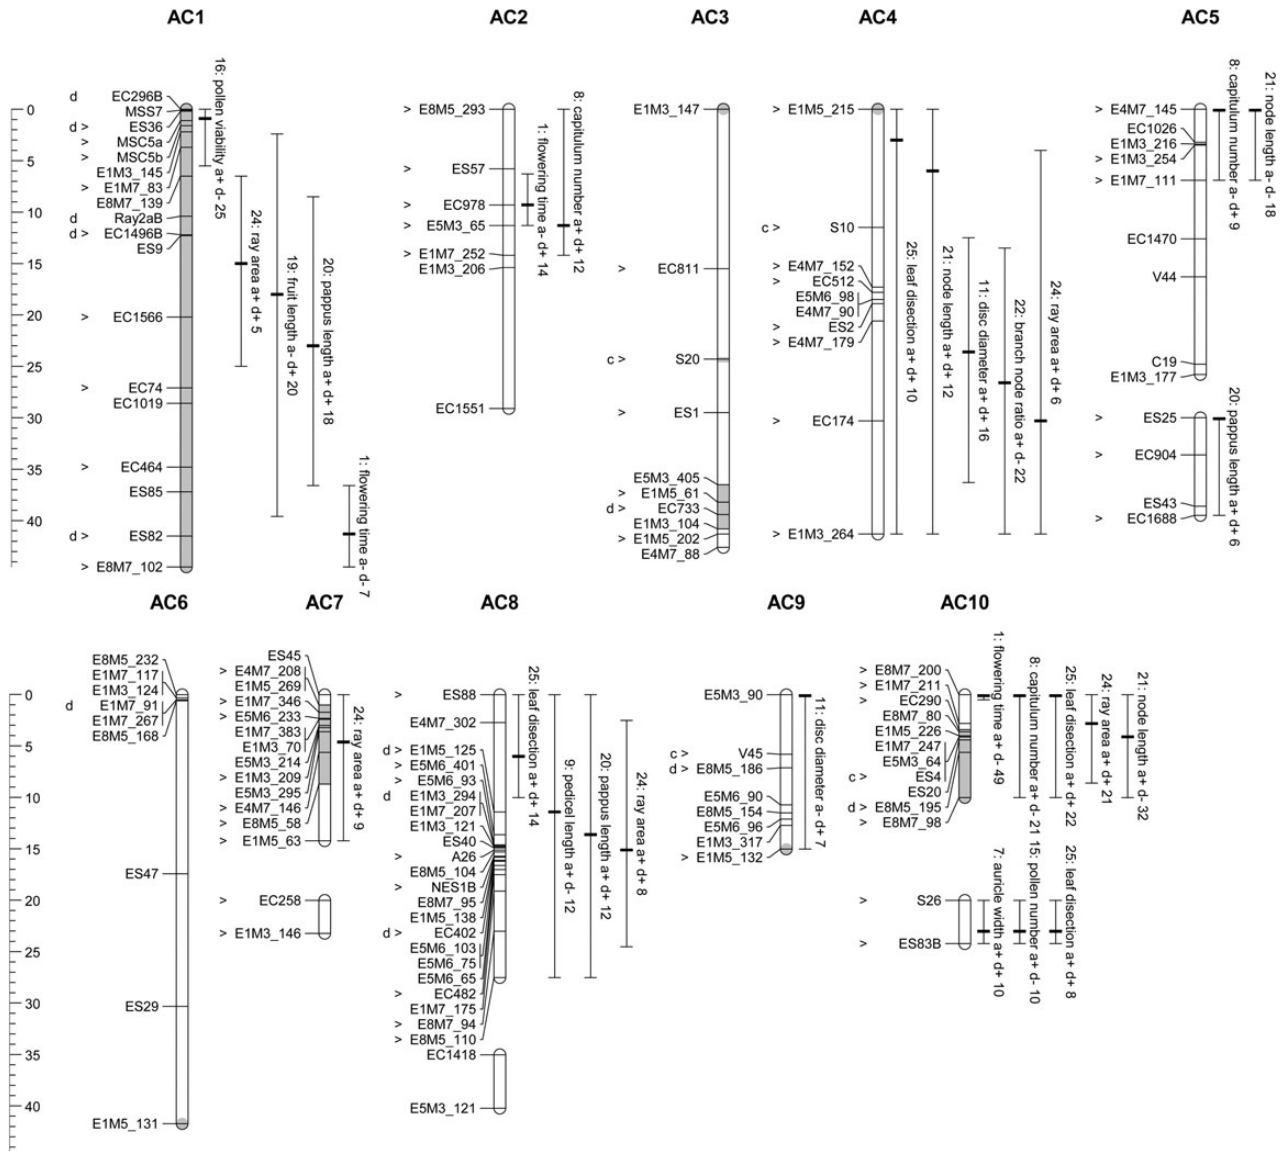 AC1
AC2
AC3
AC4
AC5
0
5
10
15
20
25
30
35
40
d EC296B
MSS7
d > ES36
> MSC5a
> MSC5b
E1M3_145
> E1M7_83
E8M7_139
d Ray2aB
d > EC1496B
ES9
> EC1566
> EC74
EC1019
> EC464
ES85
d > ES82
> E8M7_102
16: pollen viability a+ d- 25
24: ray area a+ d+ 5
19: fruit length a- d+ 20
20: pappus length a+ d+ 18
1: flowering time a- d- 7
> E8M5_293
> ES57
> EC978
> E5M3_65
> E1M7_252
E1M3_206
EC1551
1: flowering time a- d+ 14
8: capitulum number a+ d+ 12
E1M3_147
> EC811
c > S20
> ES1
E5M3_405
> E1M5_61
d > EC733
E1M3_104
> E1M5_202
E4M7_88
> E1M5_215
c > S10
> E4M7_152
> EC512
E5M6_98
E4M7_90
> ES2
> E4M7_179
> EC174
> E1M3_264
25: leaf disection a+ d+ 10
21: node length a+ d+ 12
11: disc diameter a+ d+ 16
22: branch node ratio a+ d- 22
24: ray area a+ d+ 6
> E4M7_145
EC1026
E1M3_216
> E1M3_254
> E1M7_111
EC1470
V44
C19
E1M3_177
> ES25
> EC904
ES43
> EC1688
8: capitulum number a- d+ 9
21: node length a- d- 18
20: pappus length a+ d+ 6
AC6
AC7
AC8
AC9
AC10
0
5
10
15
20
25
30
35
40
E8M5_232
E1M7_117
E1M3_124
d E1M7_91
E1M7_267
E8M5_168
ES47
ES29
E1M5_131
ES45
> E4M7_208
E1M5_269
> E1M7_346
> E5M6_233
E1M7_383
E1M3_70
E5M3_214
> E1M3_209
E5M3_295
> E4M7_146
> E8M5_58
> E1M5_63
> EC258
> E1M3_146
24: ray area a+ d+ 9
> ES88
E4M7_302
d > E1M5_125
> E5M6_401
> E5M6_93
d E1M3_294
E1M7_207
E1M3_121
ES40
> A26
E8M5_104
> NES1B
E8M7_95
E1M5_138
d > EC402
E5M6_103
E5M6_75
E5M6_65
> EC482
E1M7_175
> E8M7_94
> E8M5_110
EC1418
E5M3_121
25: leaf disection a+ d+ 14
9: pedicel length a+ d- 12
20: pappus length a+ d+ 12
24: ray area a+ d+ 8
E5M3_90
c > V45
d > E8M5_186
E5M6_90
E8M5_154
E5M6_96
E1M3_317
> E1M5_132
11: disc diameter a- d+ 7
> E8M7_200
> E1M7_211
> EC290
E8M7_80
E1M5_226
E1M7_247
E5M3_64
c > ES4
ES20
d > E8M5_195
> E8M7_98
> S26
> ES83B
1: flowering time a+ d- 49
8: capitulum number a+ d- 21
25: leaf disection a+ d+ 22
24: ray area a+ d+ 21
21: node length a+ d- 32
7: auricle width a+ d+ 10
15: pollen number a+ d- 10
25: leaf disection a+ d+ 8